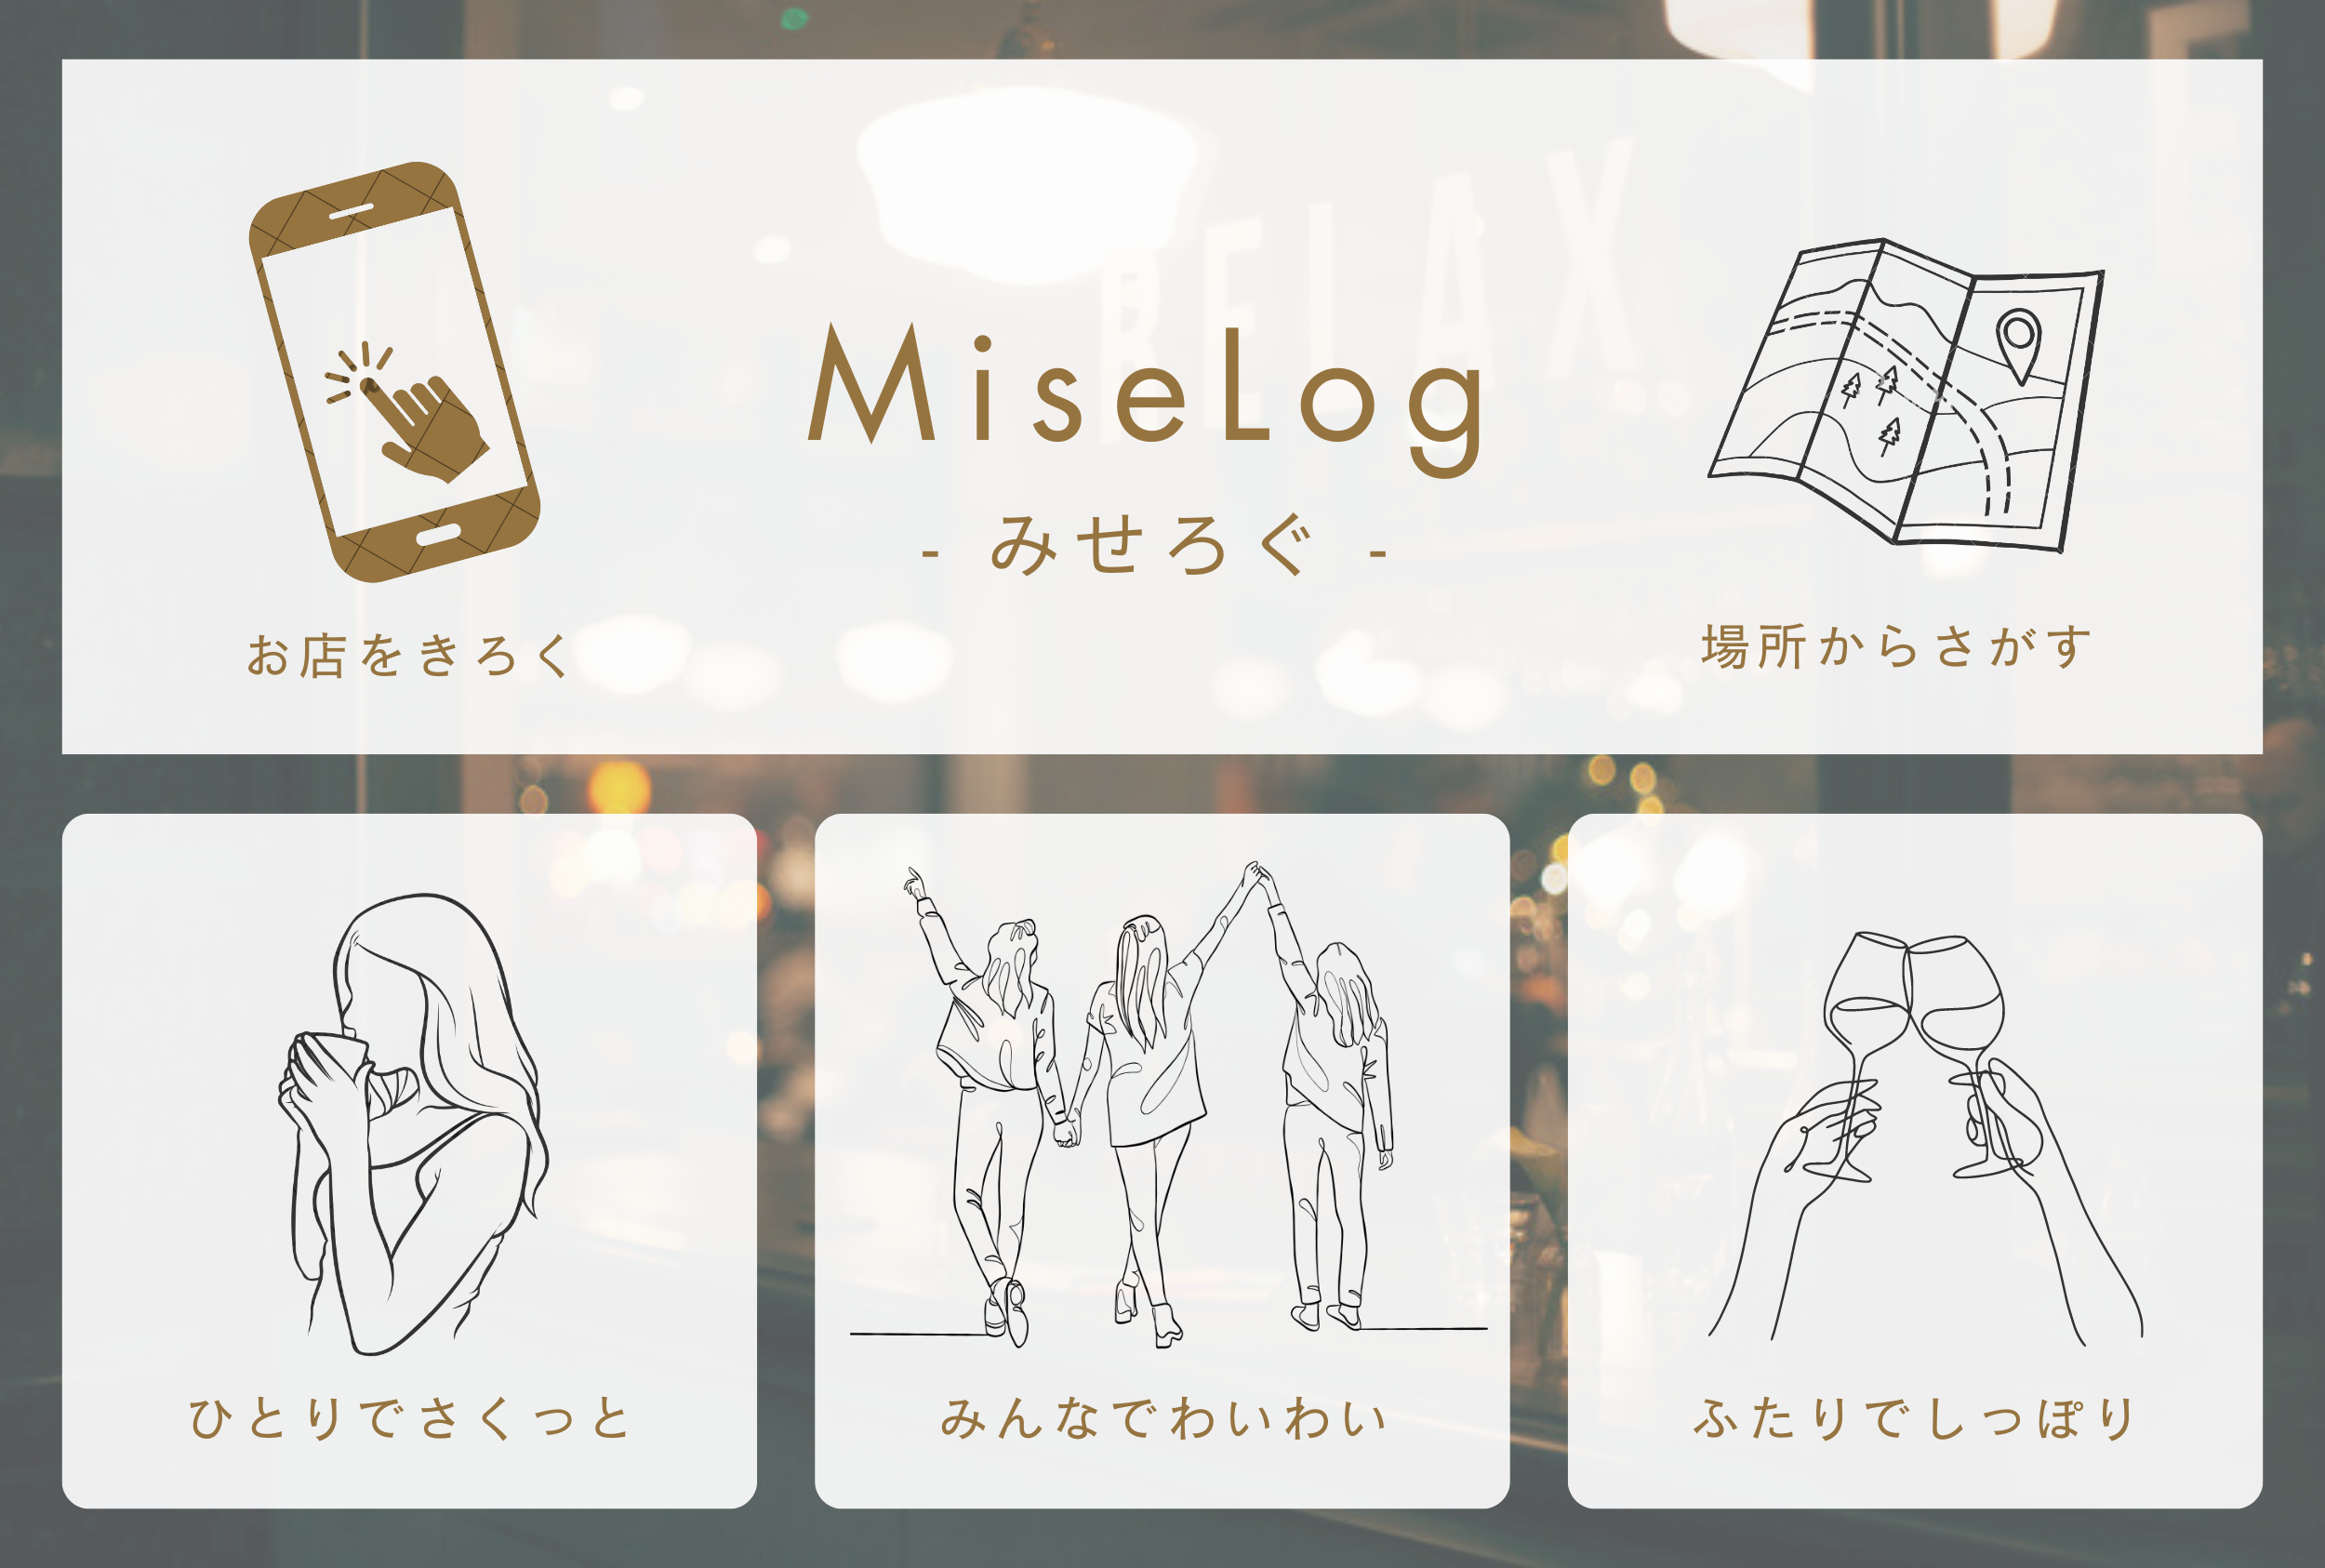 RELAX
MiseLog
- みせろぐ -
お店をきろく
場所からさがす
ひとりでさくっと
みんなでわいわい
ふたりでしっぽり